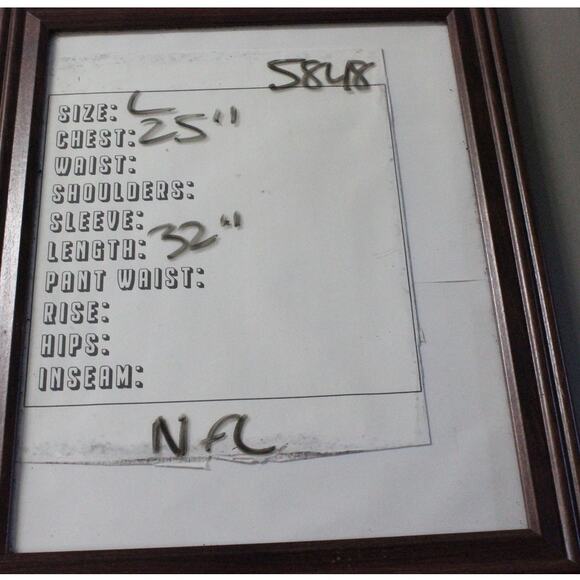 5848
SIZE: L
CHEST: 25"
WAIST:
SHOULDERS:
SLEEVE:
LENGTH: 32"
PANT WAIST:
RISE:
HIPS:
INSEAM:
NFL